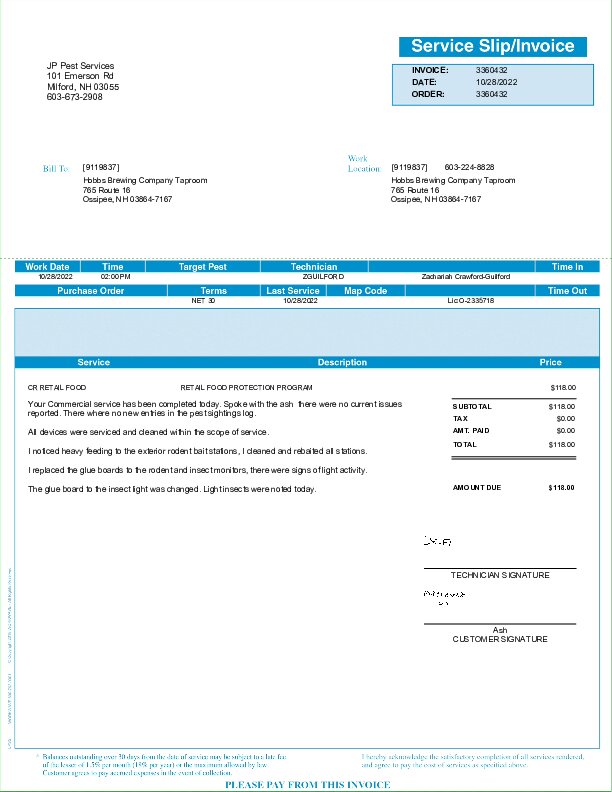 Service Slip/Invoice
JP Pest Services
101 Emerson Rd
Milford, NH 03055
603-673-2908
INVOICE: 3360432
DATE: 10/28/2022
ORDER: 3360432
Bill To: [9119837]
Hobbs Brewing Company Taproom
765 Route 16
Ossipee, NH 03864-7167
Work
Location: [9119837] 603-224-8828
Hobbs Brewing Company Taproom
765 Route 16
Ossipee, NH 03864-7167
Work Date Time Target Pest Technician Time In
10/28/2022 02:00 PM ZGUILFORD Zachariah Crawford-Guilford
Purchase Order Terms Last Service Map Code Time Out
NET 30 10/28/2022 Lic O-2335718
Service Description Price
CR RETAIL FOOD RETAIL FOOD PROTECTION PROGRAM $118.00
Your Commercial service has been completed today. Spoke with the ash there were no current issues
reported. There where no new entries in the pest sightings log.
All devices were serviced and cleaned within the scope of service.
I noticed heavy feeding to the exterior rodent bait stations, I cleaned and rebaited all stations.
I replaced the glue boards to the rodent and insect monitors, there were signs of light activity.
The glue board to the insect light was changed. Light insects were noted today.
SUBTOTAL $118.00
TAX $0.00
AMT. PAID $0.00
TOTAL $118.00
AMOUNT DUE $118.00
TECHNICIAN SIGNATURE
Ash
CUSTOMER SIGNATURE
* Balances outstanding over 30 days from the date of service may be subject to a late fee
of the lesser of 1.5% per month (18% per year) or the maximum allowed by law.
Customer agrees to pay accrued expenses in the event of collection.
I hereby acknowledge the satisfactory completion of all services rendered,
and agree to pay the cost of services as specified above.
PLEASE PAY FROM THIS INVOICE